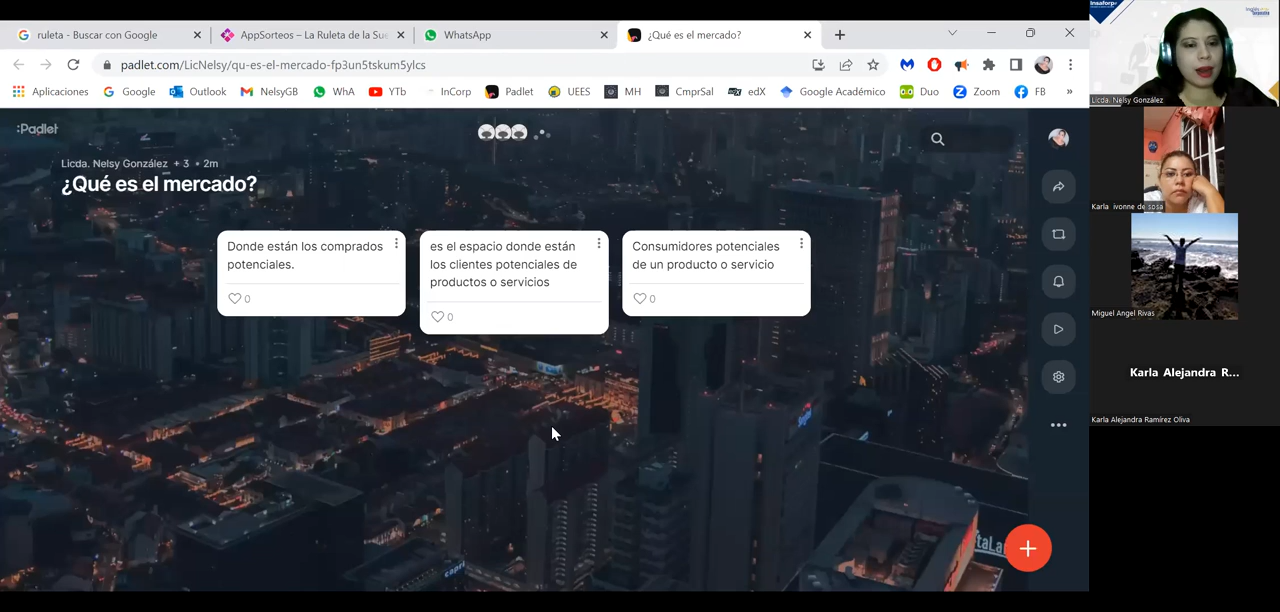 ruleta - Buscar con Google
AppSorteos – La Ruleta de la Sue
WhatsApp
¿Qué es el mercado?
padlet.com/LicNelsy/qu-es-el-mercado-fp3un5tskum5ylcs
Aplicaciones
Google
Outlook
NelsyGB
WhA
YTb
InCorp
Padlet
UEES
MH
CmprSal
edX
Google Académico
Duo
Zoom
FB
»
:Padlet
Licda. Nelsy González + 3 • 2m
¿Qué es el mercado?
Donde están los comprados
potenciales.
0
es el espacio donde están
los clientes potenciales de
productos o servicios
0
Consumidores potenciales
de un producto o servicio
0
Insaforp
Licda. Nelsy González
Karla ivonne de sosa
Miguel Angel Rivas
Karla Alejandra R...
Karla Alejandra Ramírez Oliva